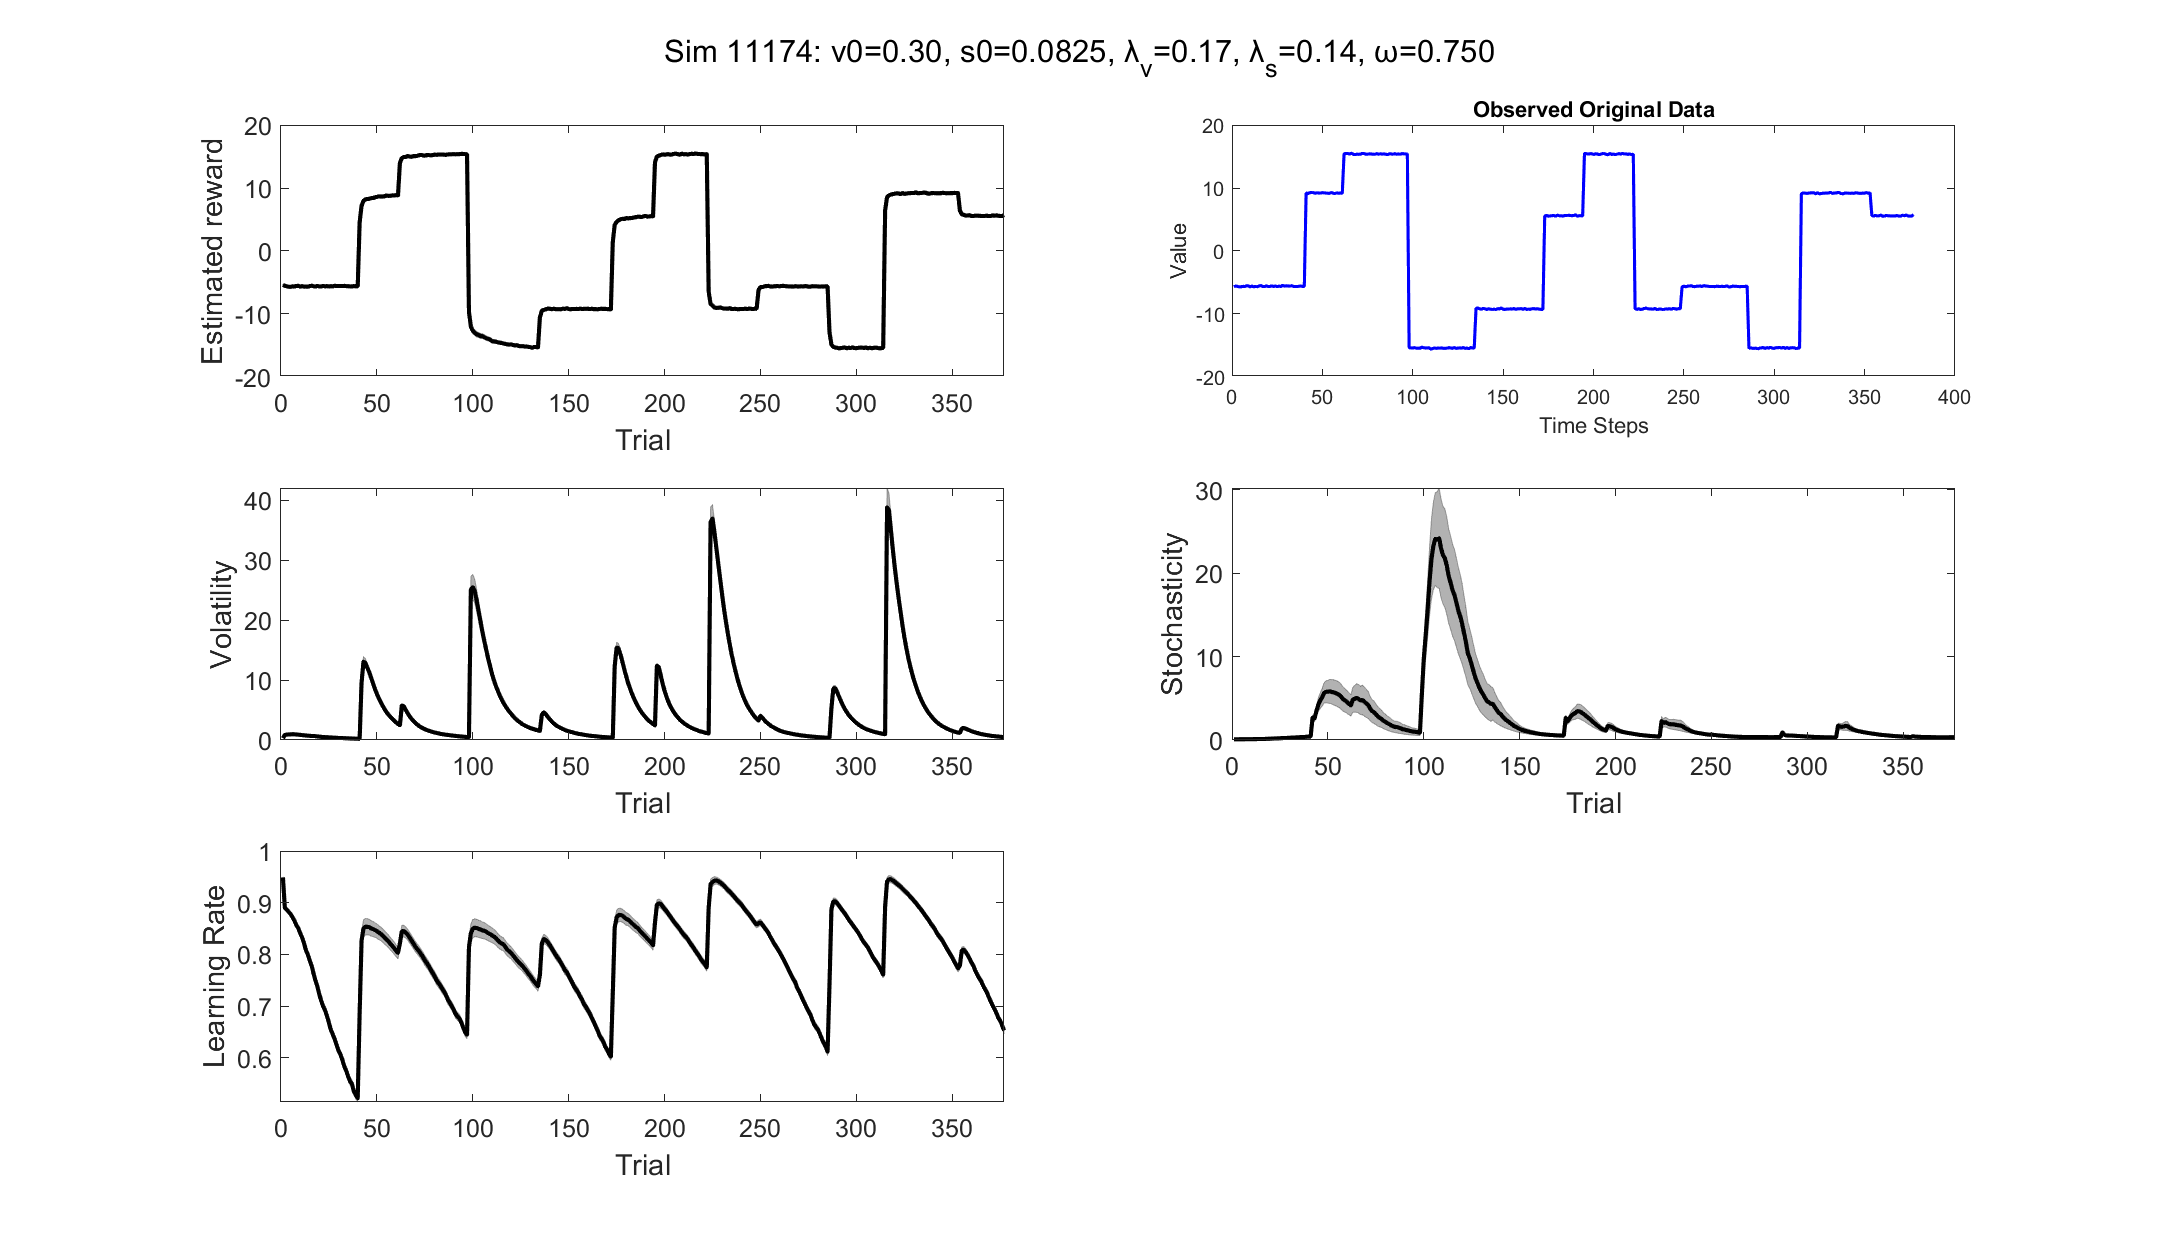 Sim 11174: v0=0.30, s0=0.0825, λ_v=0.17, λ_s=0.14, ω=0.750
20
10
0
-10
-20
Estimated reward
0 50 100 150 200 250 300 350
Trial
Observed Original Data
20
10
0
-10
-20
Value
0 50 100 150 200 250 300 350 400
Time Steps
40
30
20
10
0
Volatility
0 50 100 150 200 250 300 350
Trial
30
20
10
0
Stochasticity
0 50 100 150 200 250 300 350
Trial
1
0.9
0.8
0.7
0.6
Learning Rate
0 50 100 150 200 250 300 350
Trial